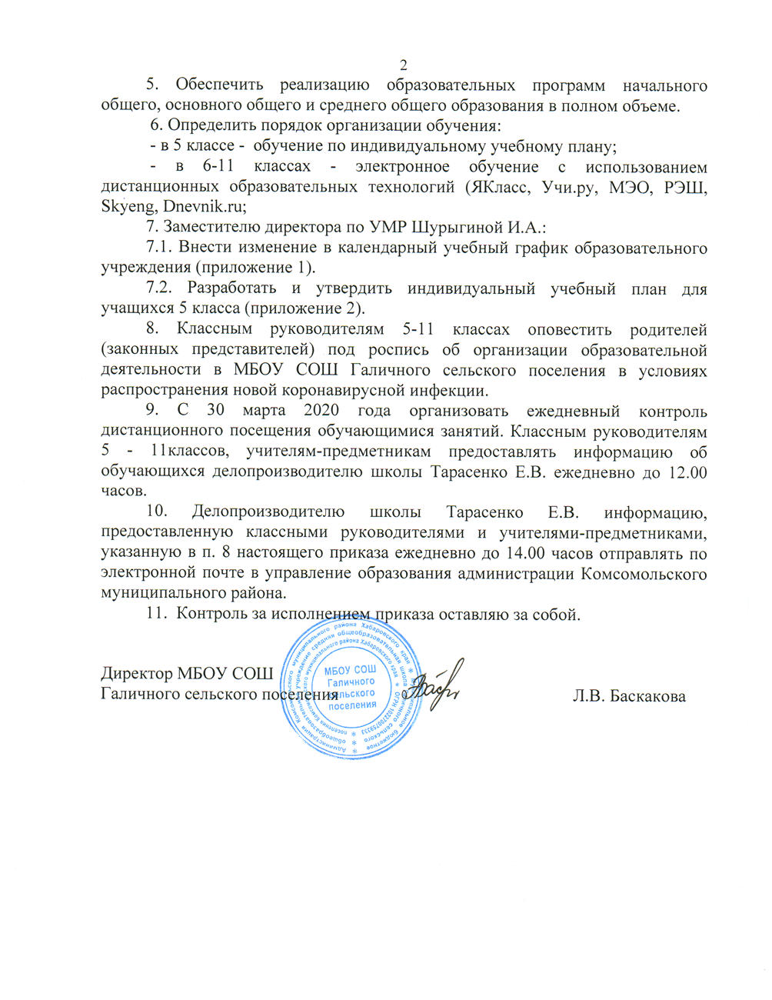 2
5. Обеспечить реализацию образовательных программ начального
общего, основного общего и среднего общего образования в полном объеме.
6. Определить порядок организации обучения:
- в 5 классе - обучение по индивидуальному учебному плану;
- в 6-11 классах - электронное обучение с использованием
дистанционных образовательных технологий (ЯКласс, Учи.ру, МЭО, РЭШ,
Skyeng, Dnevnik.ru;
7. Заместителю директора по УМР Шурыгиной И.А.:
7.1. Внести изменение в календарный учебный график образовательного
учреждения (приложение 1).
7.2. Разработать и утвердить индивидуальный учебный план для
учащихся 5 класса (приложение 2).
8. Классным руководителям 5-11 классах оповестить родителей
(законных представителей) под роспись об организации образовательной
деятельности в МБОУ СОШ Галичного сельского поселения в условиях
распространения новой коронавирусной инфекции.
9. С 30 марта 2020 года организовать ежедневный контроль
дистанционного посещения обучающимися занятий. Классным руководителям
5 - 11классов, учителям-предметникам предоставлять информацию об
обучающихся делопроизводителю школы Тарасенко Е.В. ежедневно до 12.00
часов.
10. Делопроизводителю школы Тарасенко Е.В. информацию,
предоставленную классными руководителями и учителями-предметниками,
указанную в п. 8 настоящего приказа ежедневно до 14.00 часов отправлять по
электронной почте в управление образования администрации Комсомольского
муниципального района.
11. Контроль за исполнением приказа оставляю за собой.
Директор МБОУ СОШ
Галичного сельского поселения
Л.В. Баскакова
МБОУ СОШ
Галичного
сельского
поселения